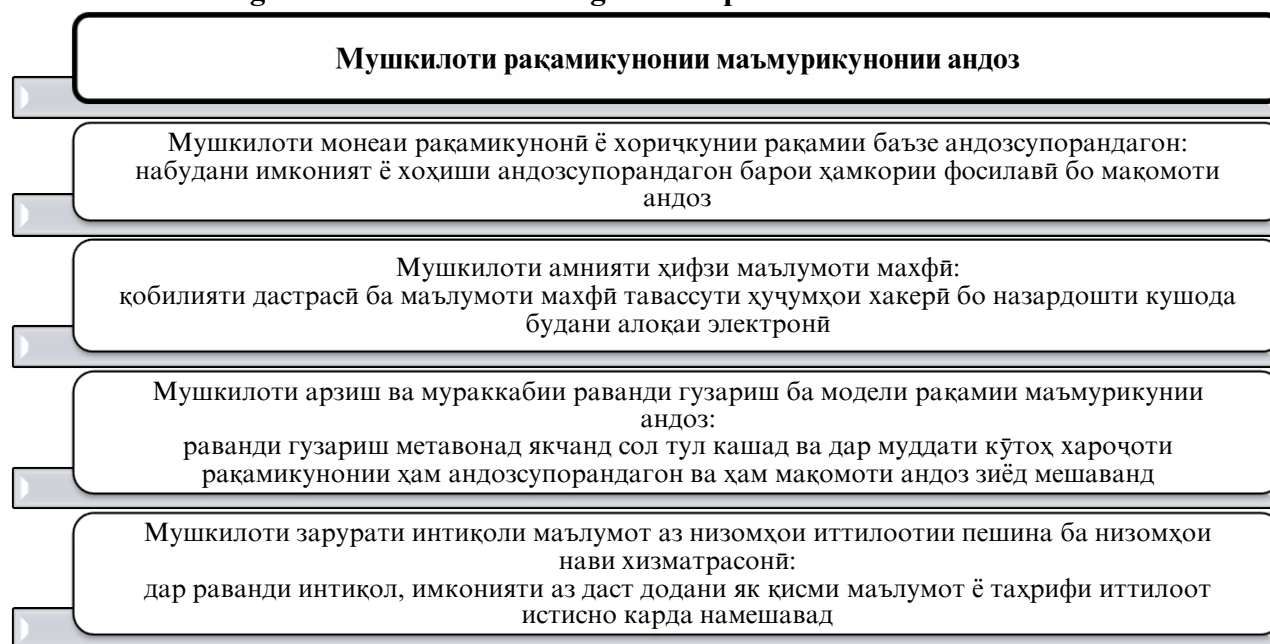 Мушкилоти рақамикунонии маъмурикунонии андоз
Мушкилоти монеаи рақамикунонӣ ё хориҷкунии рақамии баъзе андозсупорандагон:
набудани имконият ё хоҳиши андозсупорандагон барои ҳамкории фосилавӣ бо мақомоти
андоз
Мушкилоти амнияти ҳифзи маълумоти махфӣ:
қобилияти дастрасӣ ба маълумоти махфӣ тавассути ҳуҷумҳои хакерӣ бо назардошти кушода
будани алоқаи электронӣ
Мушкилоти арзиш ва мураккабии раванди гузариш ба модели рақамии маъмурикунии
андоз:
раванди гузариш метавонад якчанд сол тул кашад ва дар муддати кӯтоҳ хароҷоти
рақамикунонии ҳам андозсупорандагон ва ҳам мақомоти андоз зиёд мешаванд
Мушкилоти зарурати интиқоли маълумот аз низомҳои иттилоотии пешина ба низомҳои
нави хизматрасонӣ:
дар раванди интиқол, имконияти аз даст додани як қисми маълумот ё таҳрифи иттилоот
истисно карда намешавад